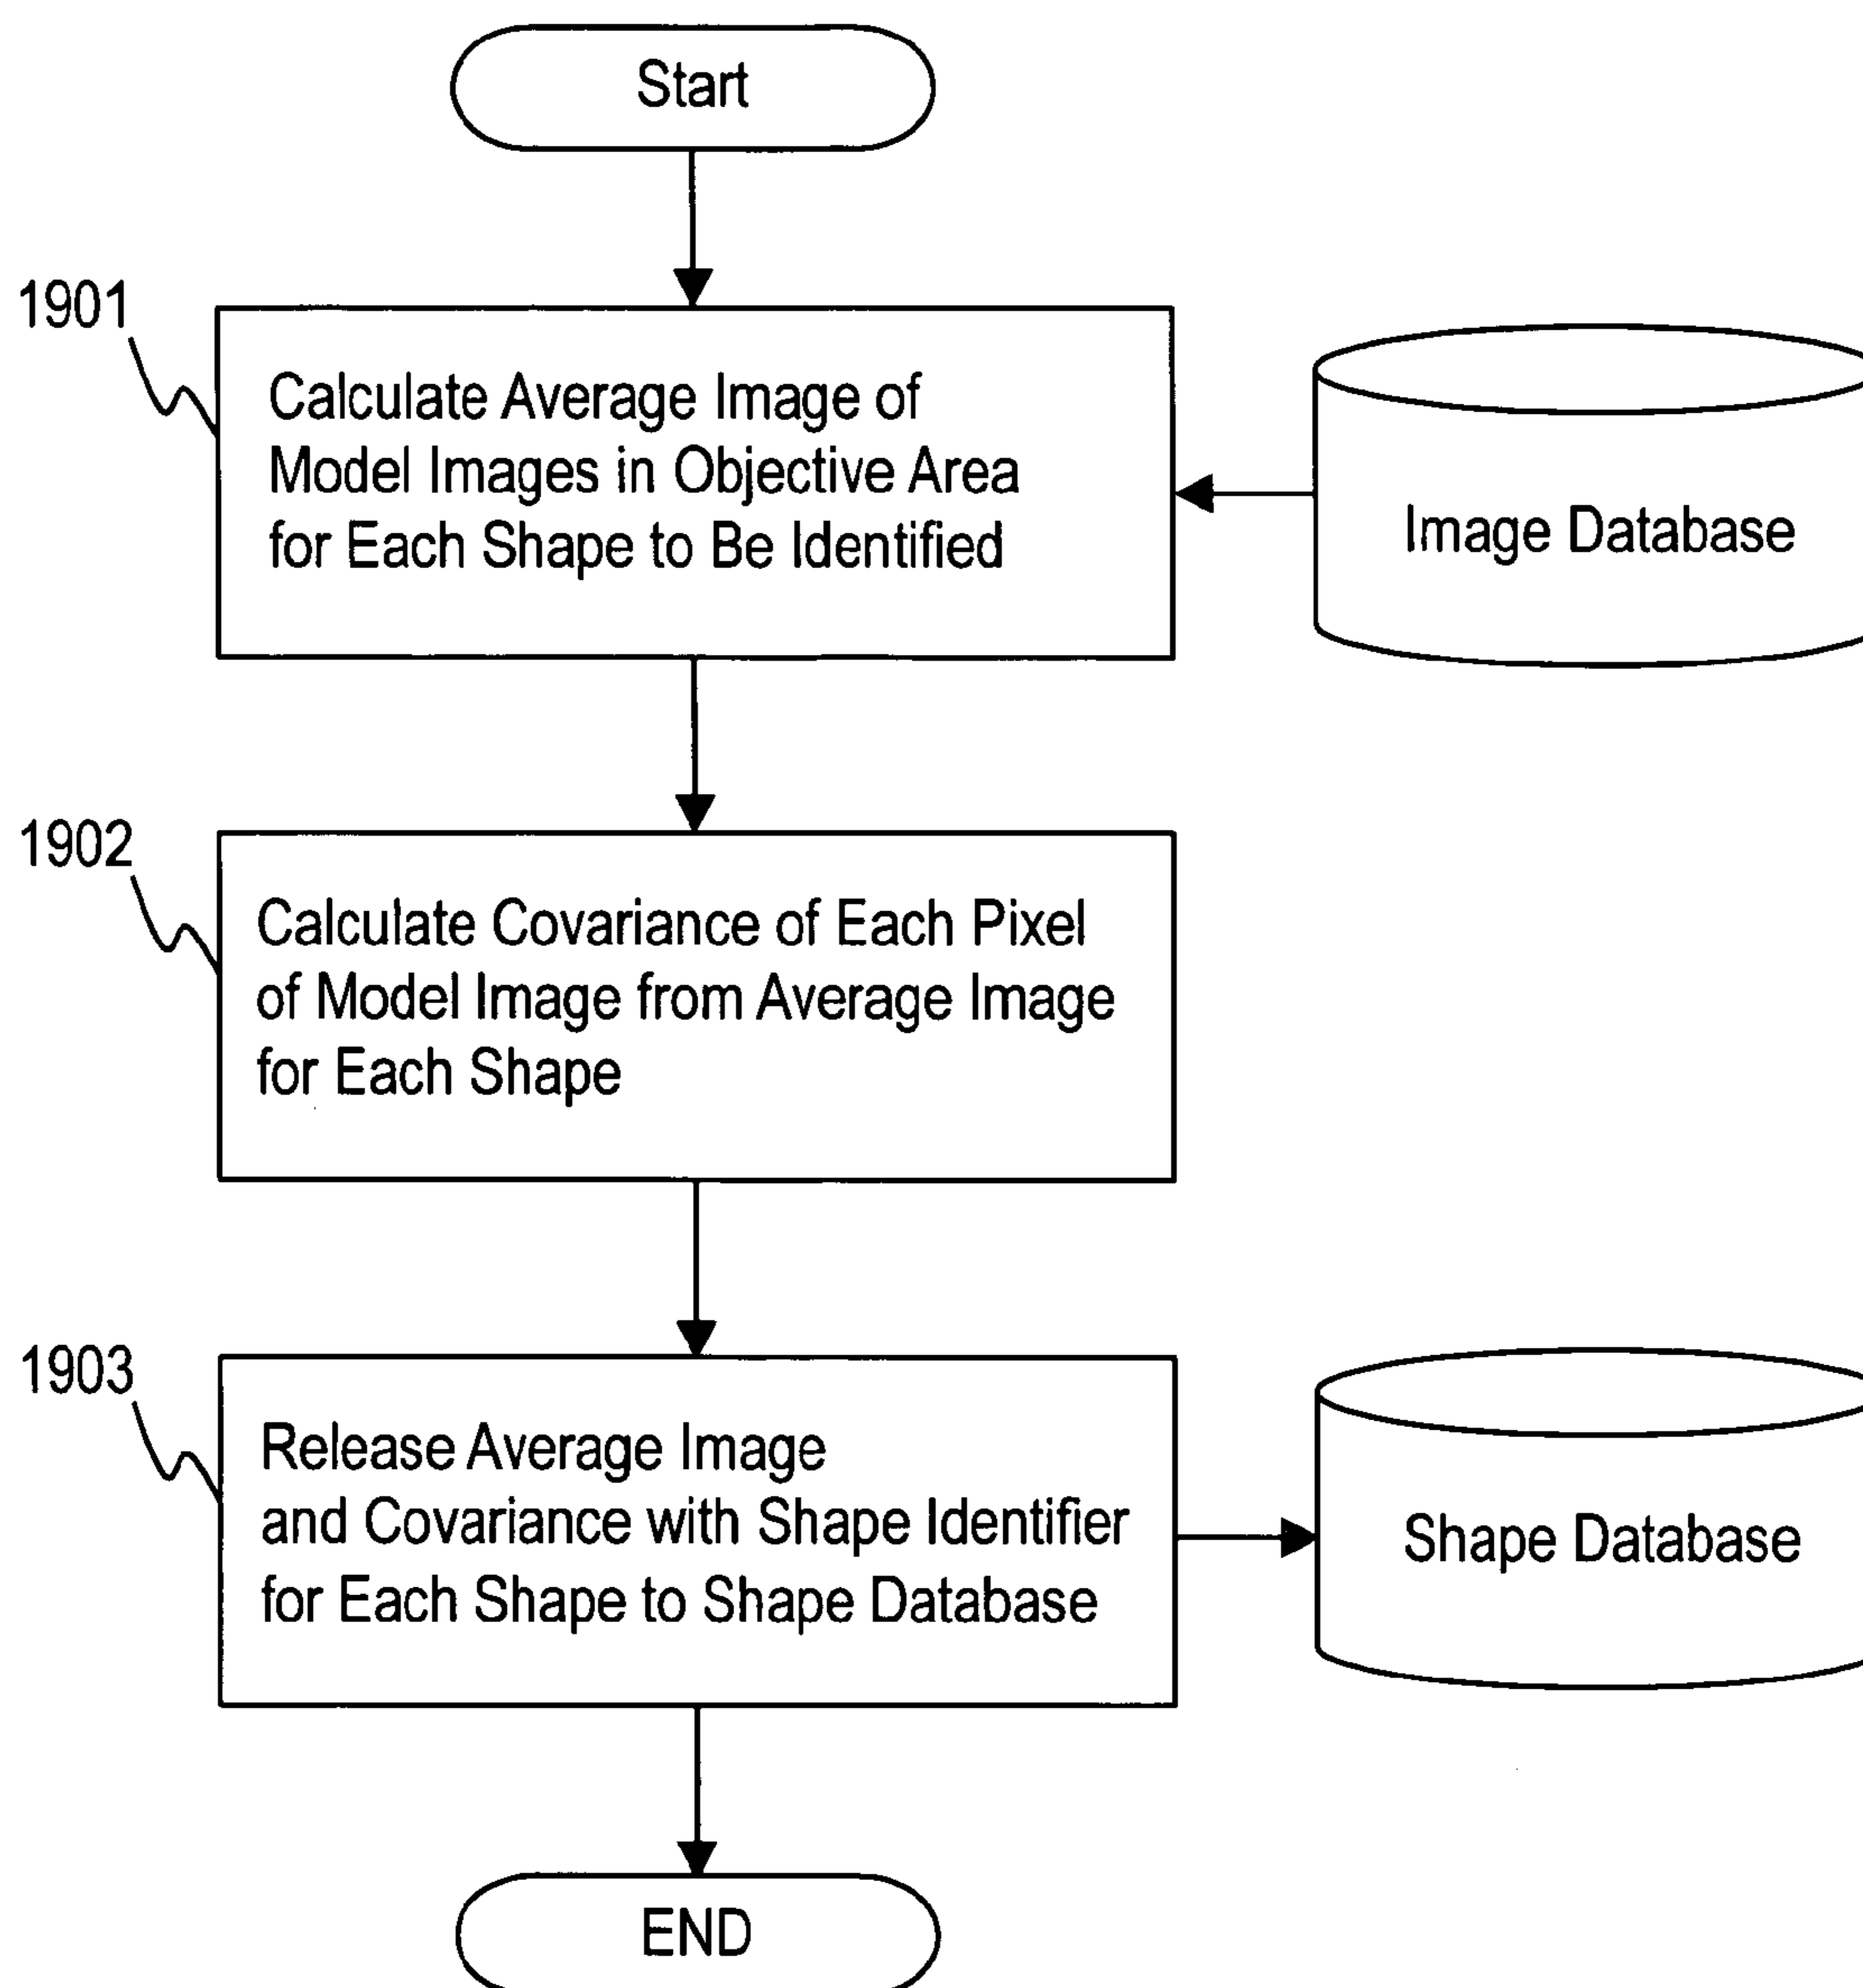 Start
1901
Calculate Average Image of
Model Images in Objective Area
for Each Shape to Be Identified
Image Database
1902
Calculate Covariance of Each Pixel
of Model Image from Average Image
for Each Shape
1903
Release Average Image
and Covariance with Shape Identifier
for Each Shape to Shape Database
Shape Database
END